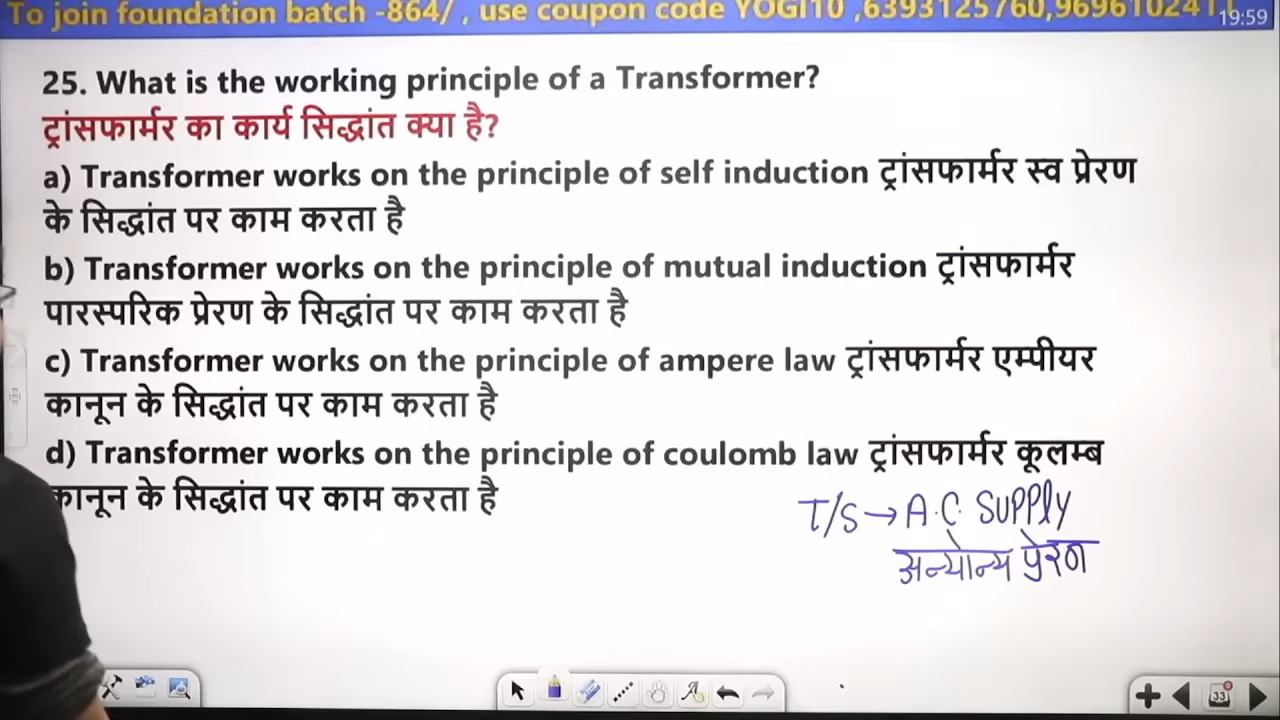 To join foundation batch -864/ , use coupon code YOGI10 ,6393125760,9696102411
19:59
25. What is the working principle of a Transformer?
ट्रांसफार्मर का कार्य सिद्धांत क्या है?
a) Transformer works on the principle of self induction ट्रांसफार्मर स्व प्रेरण
के सिद्धांत पर काम करता है
b) Transformer works on the principle of mutual induction ट्रांसफार्मर
पारस्परिक प्रेरण के सिद्धांत पर काम करता है
c) Transformer works on the principle of ampere law ट्रांसफार्मर एम्पीयर
कानून के सिद्धांत पर काम करता है
d) Transformer works on the principle of coulomb law ट्रांसफार्मर कूलम्ब
कानून के सिद्धांत पर काम करता है
T/S → A.C. SUPPly
अन्योन्य प्रेरण
33